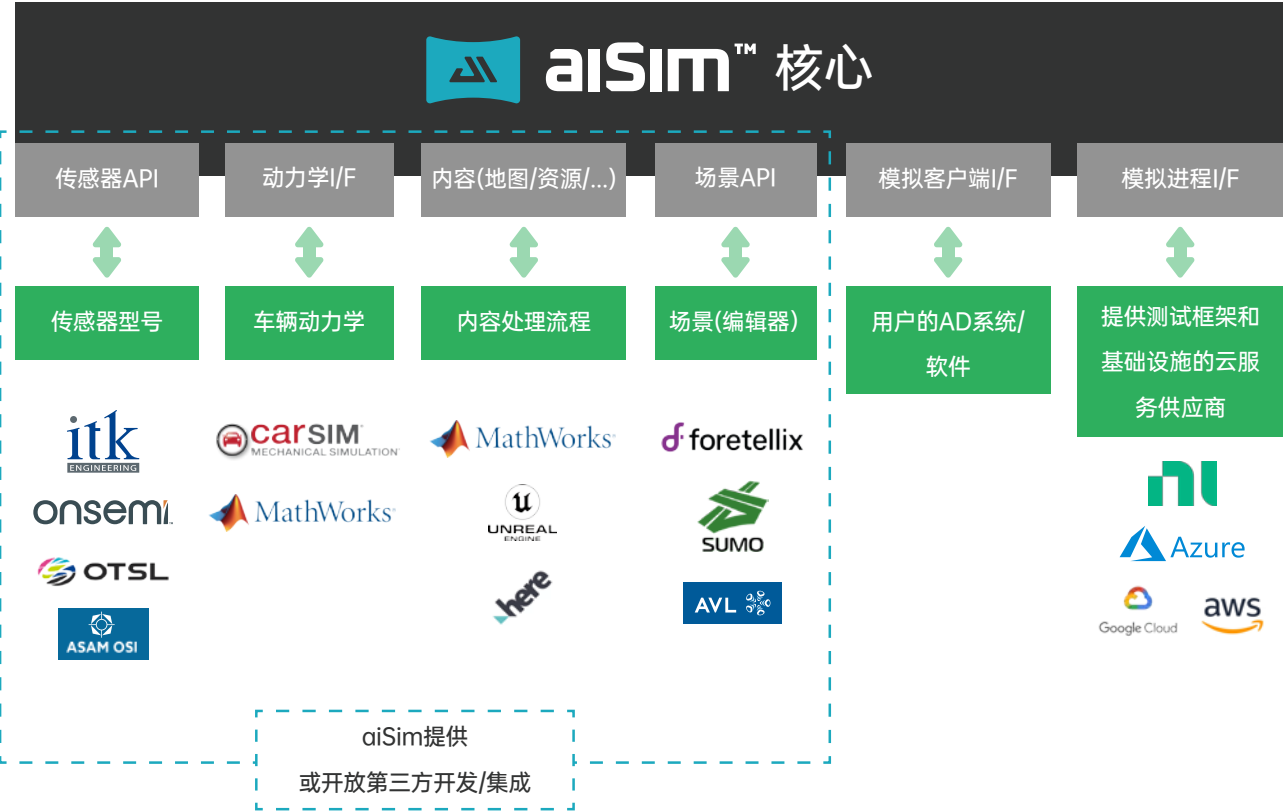 aiSim™ 核心
传感器API
动力学I/F
内容(地图/资源/...)
场景API
模拟客户端I/F
模拟进程I/F
传感器型号
车辆动力学
内容处理流程
场景(编辑器)
用户的AD系统/
软件
提供测试框架和
基础设施的云服
务供应商
itk
ENGINEERING
onsemi
OTSL
ASAM OSI
carSIM
MECHANICAL SIMULATION
MathWorks
MathWorks
UNREAL
ENGINE
here
foretellix
SUMO
AVL
ni
Azure
Google Cloud
aws
aiSim提供
或开放第三方开发/集成